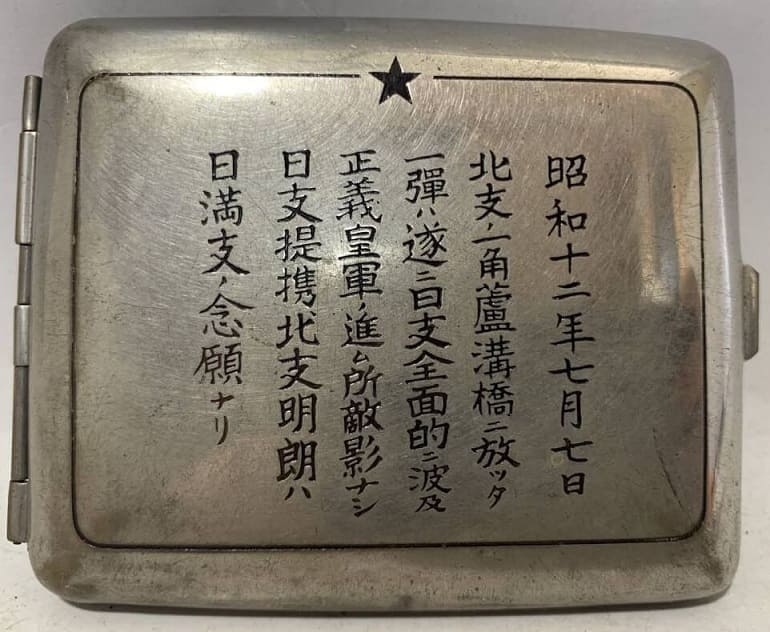 昭和十二年七月七日
北支ノ一角蘆溝橋ニ放ッタ
一彈ハ遂ニ日支全面的ニ波及
正義皇軍ノ進ム所敵影ナシ
日支提携北支明朗ハ
日満支ノ念願ナリ